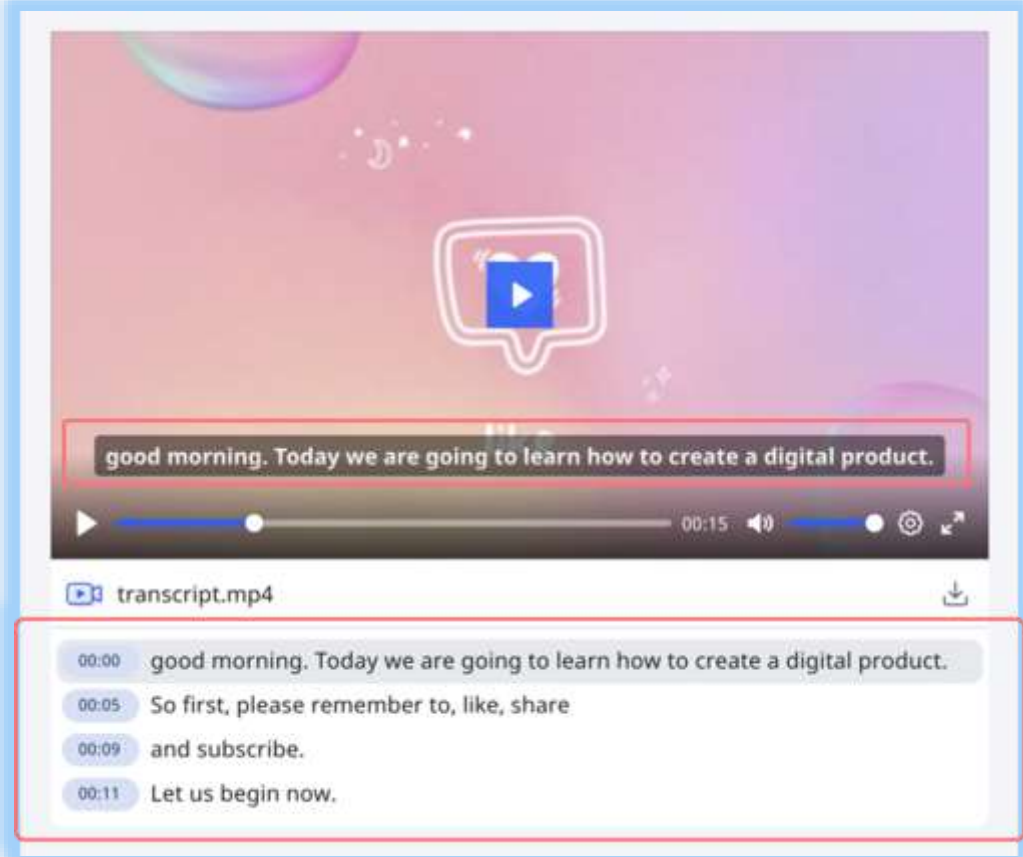 like
good morning. Today we are going to learn how to create a digital product.
00:15
transcript.mp4
00:00 good morning. Today we are going to learn how to create a digital product.
00:05 So first, please remember to, like, share
00:09 and subscribe.
00:11 Let us begin now.